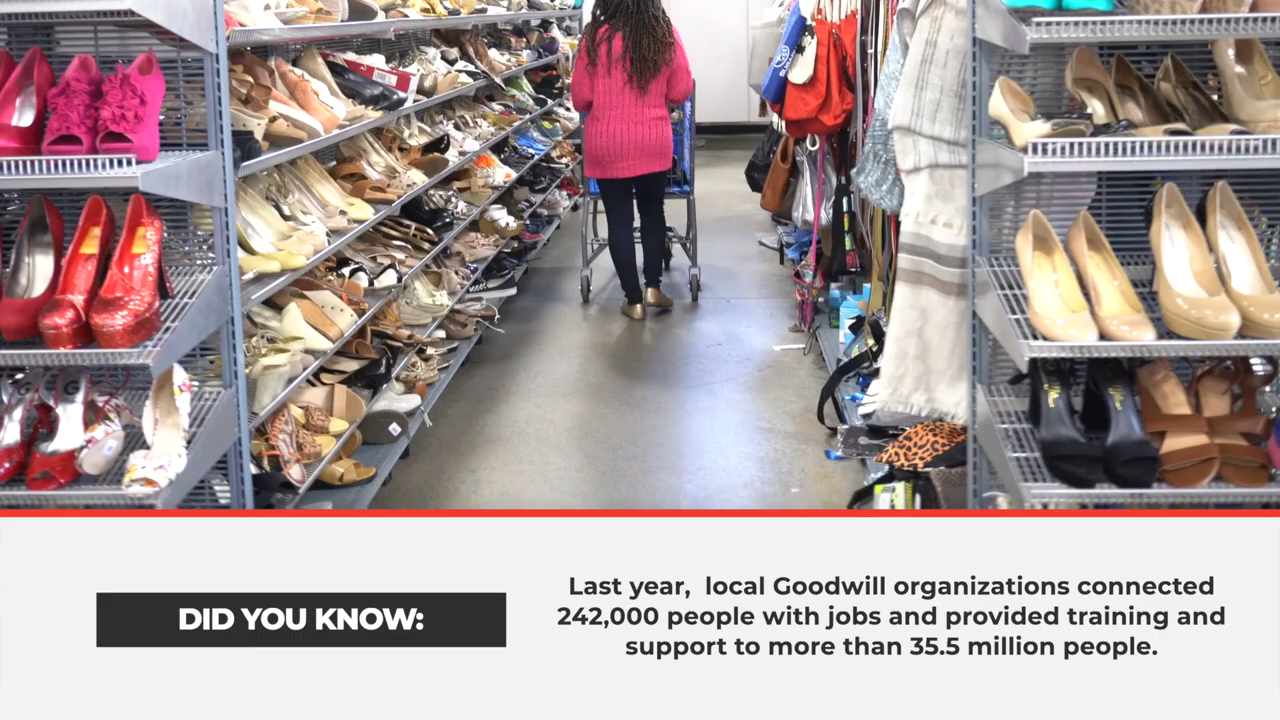 DID YOU KNOW:
Last year,  local Goodwill organizations connected
242,000 people with jobs and provided training and
support to more than 35.5 million people.